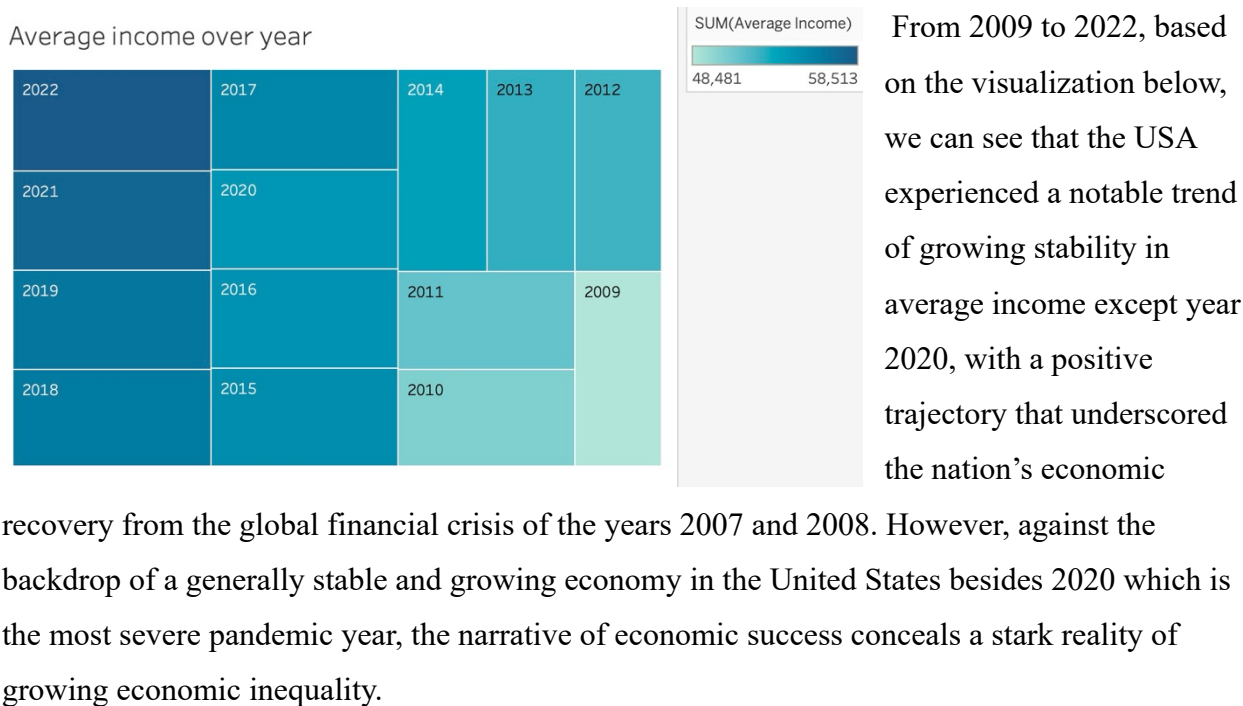 Average income over year
2022
2017
2014
2013
2012
2021
2020
2019
2016
2011
2009
2018
2015
2010
SUM(Average Income)
48,481
58,513
From 2009 to 2022, based
on the visualization below,
we can see that the USA
experienced a notable trend
of growing stability in
average income except year
2020, with a positive
trajectory that underscored
the nation’s economic
recovery from the global financial crisis of the years 2007 and 2008. However, against the
backdrop of a generally stable and growing economy in the United States besides 2020 which is
the most severe pandemic year, the narrative of economic success conceals a stark reality of
growing economic inequality.